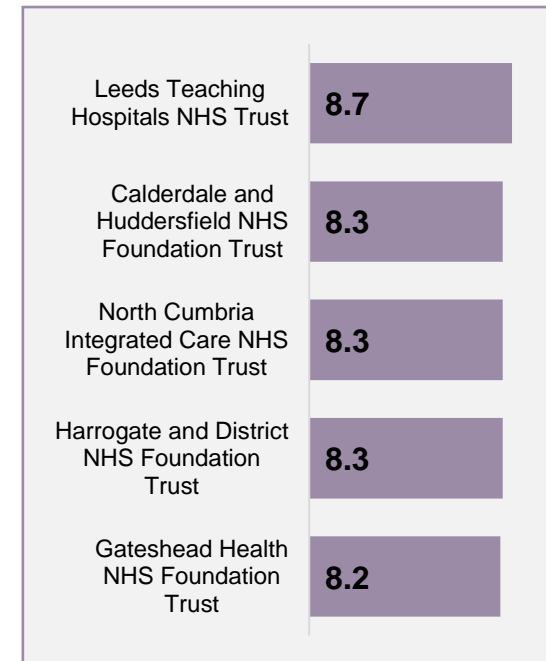 Leeds Teaching
Hospitals NHS Trust
8.7
Calderdale and
Huddersfield NHS
Foundation Trust
8.3
North Cumbria
Integrated Care NHS
Foundation Trust
8.3
Harrogate and District
NHS Foundation
Trust
8.3
Gateshead Health
NHS Foundation
Trust
8.2